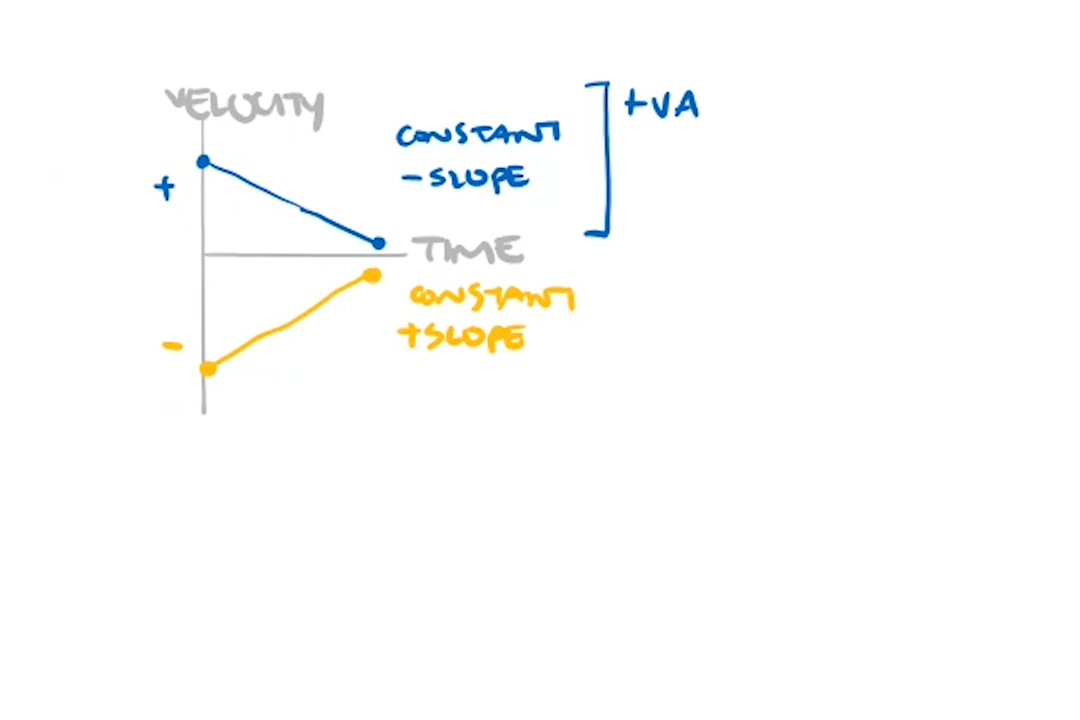 VELOCITY
CONSTANT
- SLOPE
+VA
+
TIME
CONSTANT
+SLOPE
-